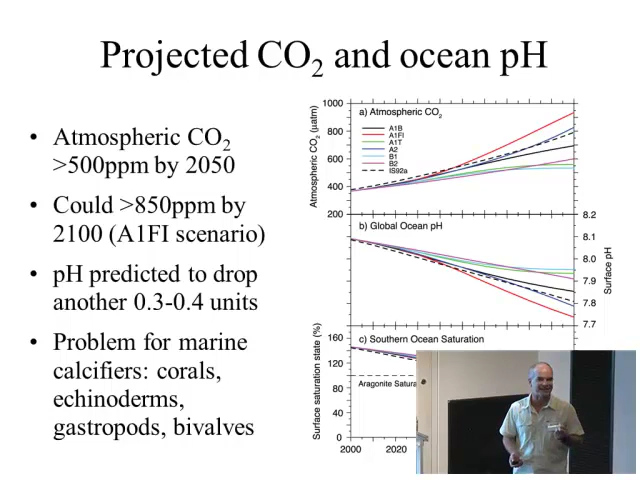 Projected CO₂ and ocean pH
• Atmospheric CO₂
>500ppm by 2050
• Could >850ppm by
2100 (A1FI scenario)
• pH predicted to drop
another 0.3-0.4 units
• Problem for marine
calcifiers: corals,
echinoderms,
gastropods, bivalves
a) Atmospheric CO₂
Atmospheric CO₂ (µatm)
1000
800
600
400
200
A1B
A1FI
A1T
A2
B1
B2
IS92a
b) Global Ocean pH
8.2
8.1
8.0
7.9
7.8
7.7
Surface pH
c) Southern Ocean Saturation
Surface saturation state (%)
160
120
80
40
0
Aragonite Satura
2000
2020